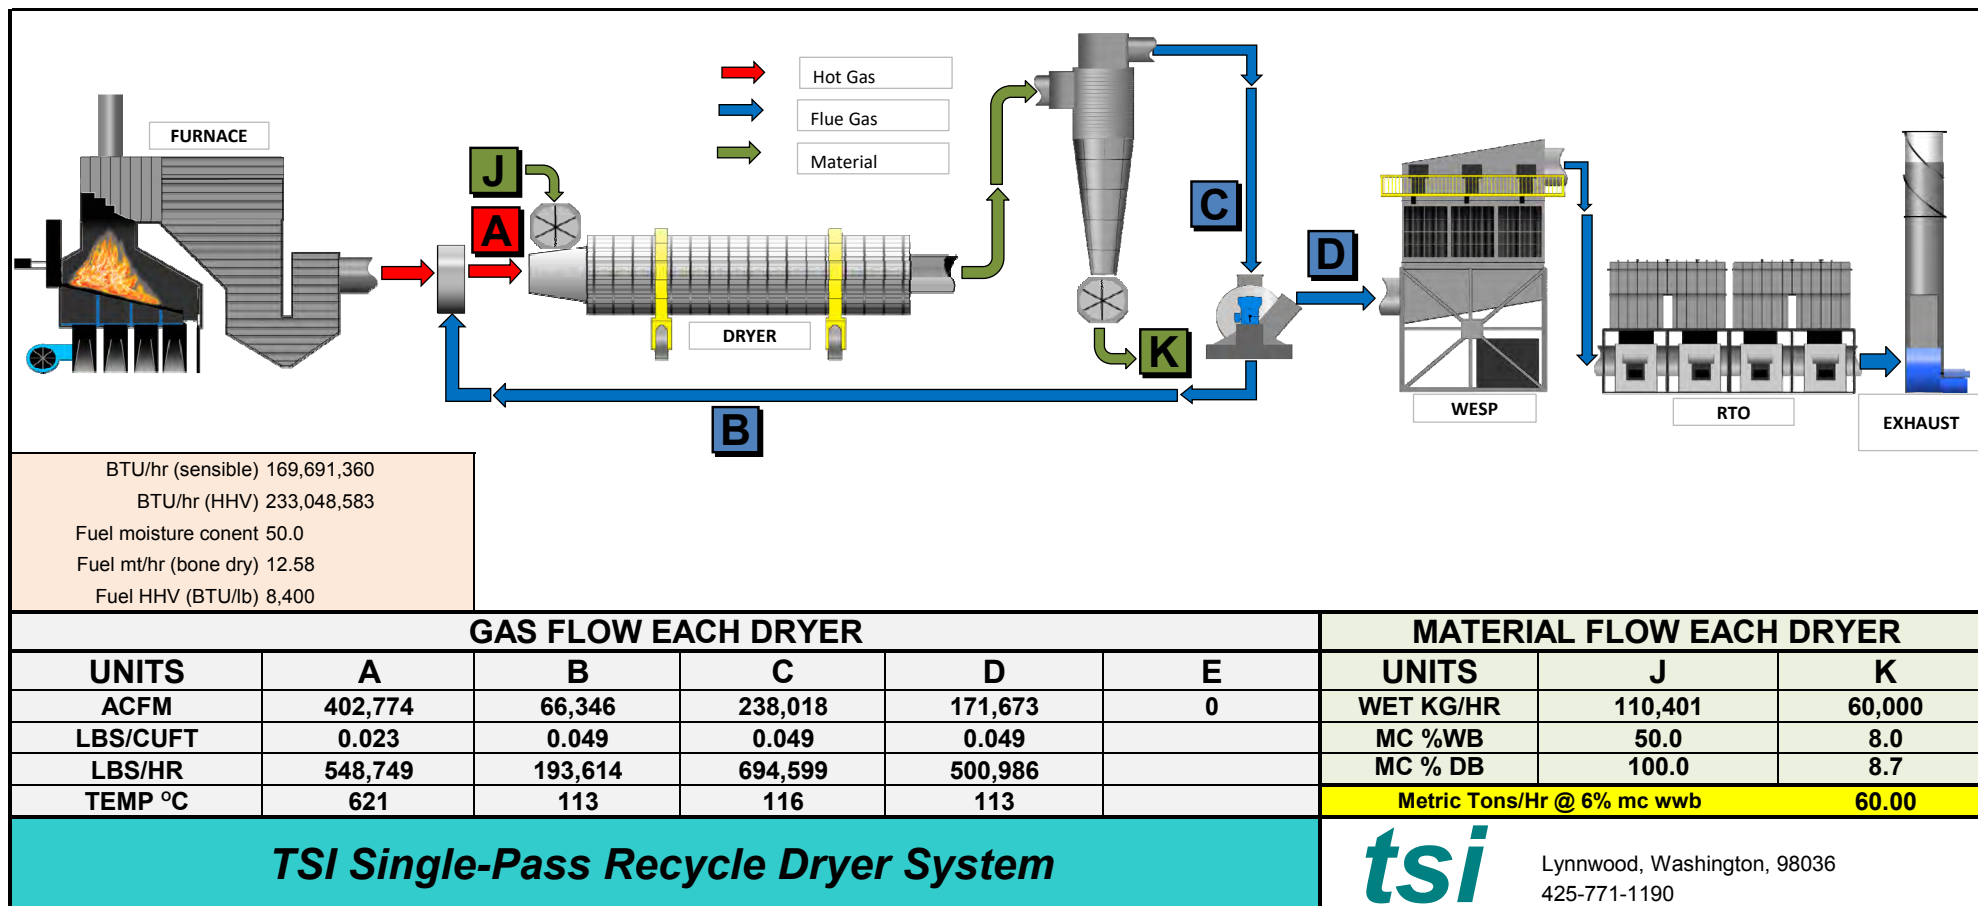 Hot Gas
Flue Gas
Material
FURNACE
J
A
C
D
DRYER
K
B
WESP
RTO
EXHAUST
BTU/hr (sensible) 169,691,360
BTU/hr (HHV) 233,048,583
Fuel moisture conent 50.0
Fuel mt/hr (bone dry) 12.58
Fuel HHV (BTU/lb) 8,400
GAS FLOW EACH DRYER
UNITS A B C D E
ACFM 402,774 66,346 238,018 171,673 0
LBS/CUFT 0.023 0.049 0.049 0.049
LBS/HR 548,749 193,614 694,599 500,986
TEMP ºC 621 113 116 113
MATERIAL FLOW EACH DRYER
UNITS J K
WET KG/HR 110,401 60,000
MC %WB 50.0 8.0
MC % DB 100.0 8.7
Metric Tons/Hr @ 6% mc wwb 60.00
TSI Single-Pass Recycle Dryer System
tsi
Lynnwood, Washington, 98036
425-771-1190